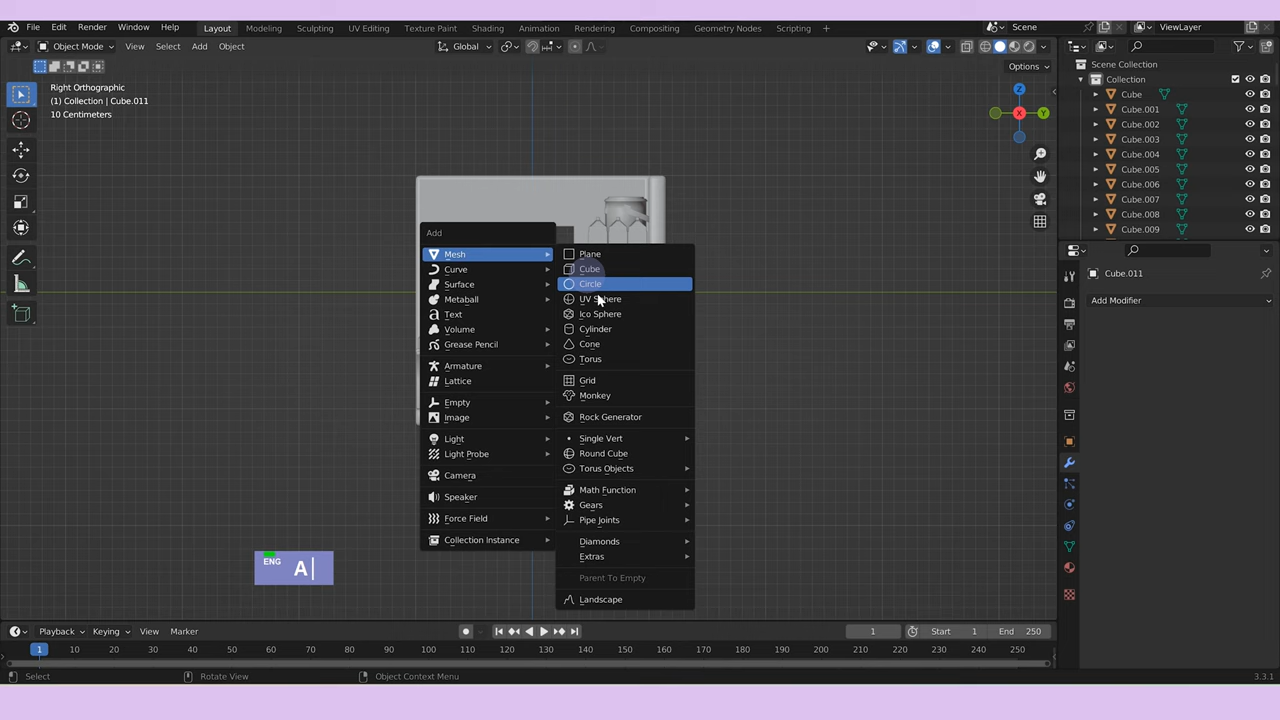 File Edit Render Window Help Layout Modeling Sculpting UV Editing Texture Paint Shading Animation Rendering Compositing Geometry Nodes Scripting + Scene ViewLayer
Object Mode View Select Add Object Global
Options
Right Orthographic
(1) Collection | Cube.011
10 Centimeters
Z
X
Y
Add
Mesh
Curve
Surface
Metaball
Text
Volume
Grease Pencil
Armature
Lattice
Empty
Image
Light
Light Probe
Camera
Speaker
Force Field
Collection Instance
Plane
Cube
Circle
UV Sphere
Ico Sphere
Cylinder
Cone
Torus
Grid
Monkey
Rock Generator
Single Vert
Round Cube
Torus Objects
Math Function
Gears
Pipe Joints
Diamonds
Extras
Parent To Empty
Landscape
ENG
A
Scene Collection
Collection
Cube
Cube.001
Cube.002
Cube.003
Cube.004
Cube.005
Cube.006
Cube.007
Cube.008
Cube.009
Cube.011
Add Modifier
Playback Keying View Marker 1 Start 1 End 250
1 10 20 30 40 50 60 70 80 90 100 110 120 130 140 150 160 170 180 190 200 210 220 230 240 250
Select Rotate View Object Context Menu 3.3.1